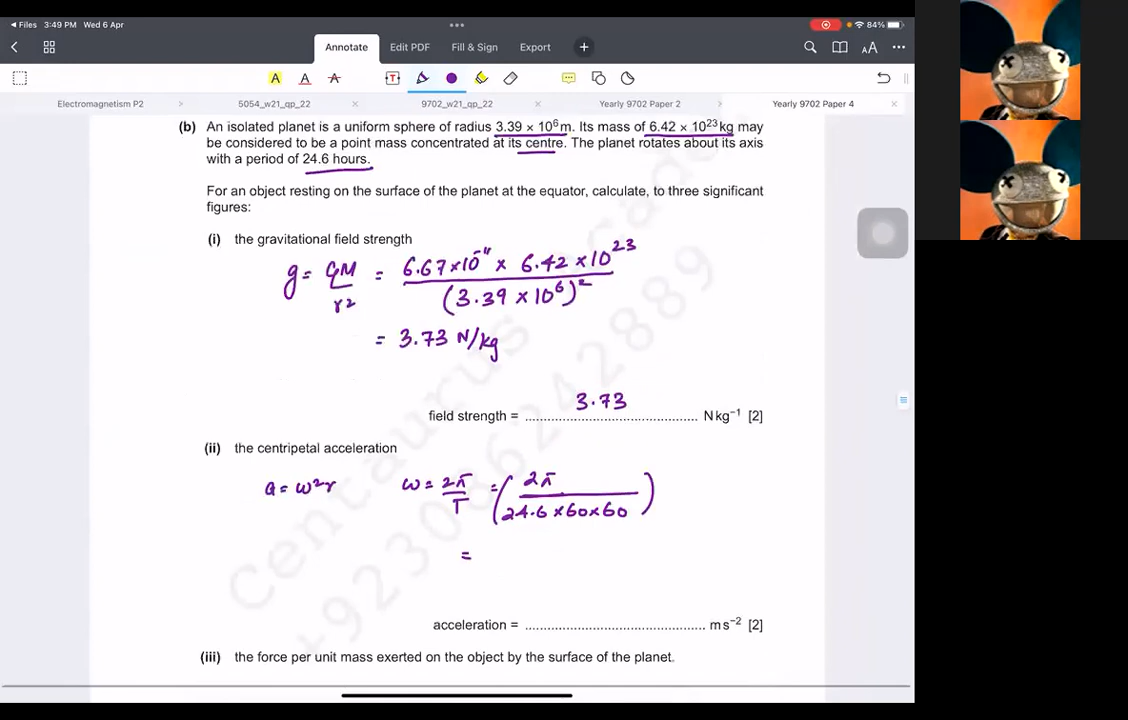 Files 3:49 PM Wed 6 Apr 84%
Annotate Edit PDF Fill & Sign Export
A A A T
Electromagnetism P2 5054_w21_qp_22 9702_w21_qp_22 Yearly 9702 Paper 2 Yearly 9702 Paper 4
(b) An isolated planet is a uniform sphere of radius 3.39 × 10⁶ m. Its mass of 6.42 × 10²³ kg may
be considered to be a point mass concentrated at its centre. The planet rotates about its axis
with a period of 24.6 hours.
For an object resting on the surface of the planet at the equator, calculate, to three significant
figures:
(i) the gravitational field strength
g = GM/r² = 6.67×10⁻¹¹ × 6.42 ×10²³ / (3.39 ×10⁶)²
= 3.73 N/kg
field strength = 3.73 N kg⁻¹ [2]
(ii) the centripetal acceleration
a = ω²r ω = 2π/T = (2π / 24.6 ×60×60)
=
acceleration = ............................................. m s⁻² [2]
(iii) the force per unit mass exerted on the object by the surface of the planet.
Centaurus Cade
+923086242889